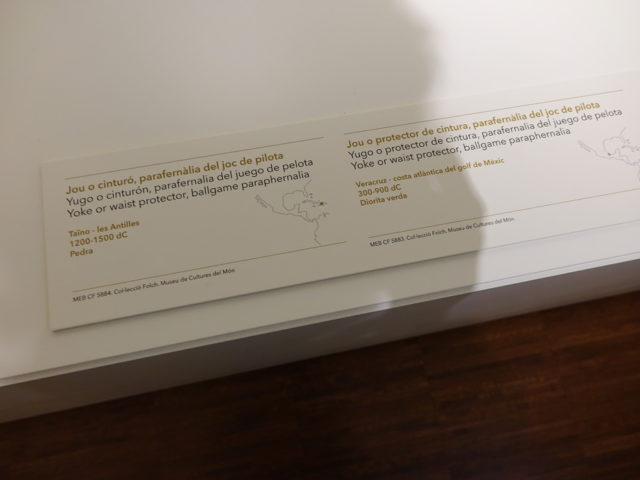 Jou o cinturó, parafernàlia del joc de pilota
Yugo o cinturón, parafernalia del juego de pelota
Yoke or waist protector, ballgame paraphernalia
Taïno - les Antilles
1200-1500 dC
Pedra
MEB CF 5884. Col·lecció Folch. Museu de Cultures del Món
Jou o protector de cintura, parafernàlia del joc de pilota
Yugo o protector de cintura, parafernalia del juego de pelota
Yoke or waist protector, ballgame paraphernalia
Veracruz - costa atlàntica del golf de Mèxic
300-900 dC
Diorita verda
MEB CF 5883. Col·lecció Folch. Museu de Cultures del Món